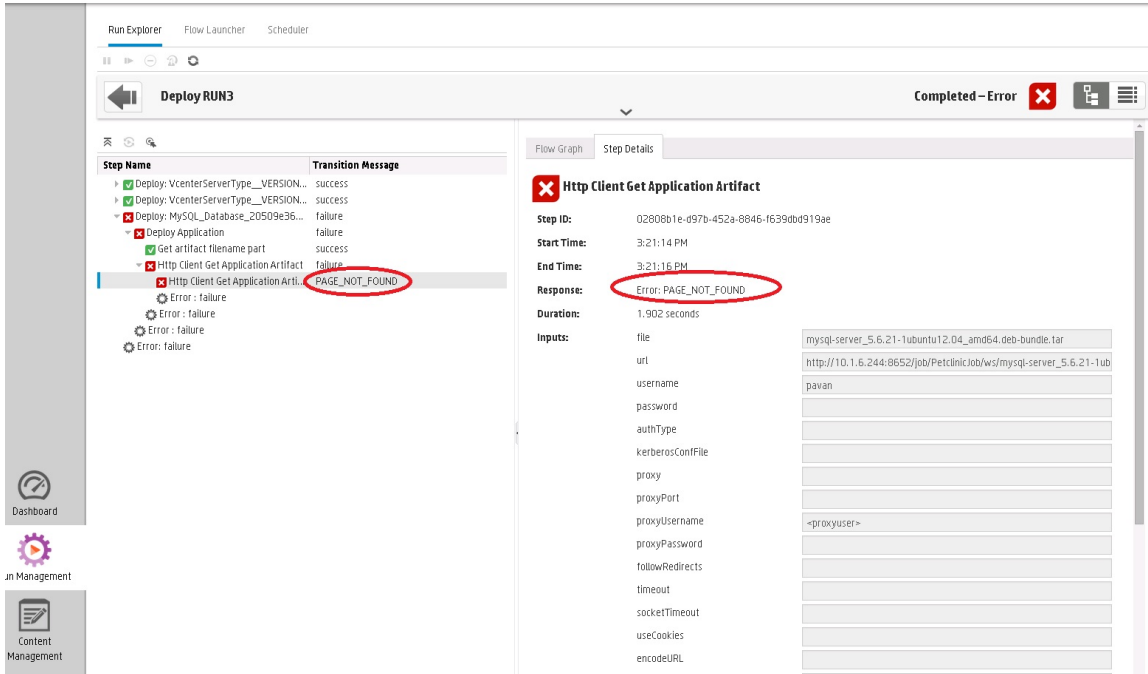 Run Explorer Flow Launcher Scheduler
Deploy RUN3 Completed – Error
Step Name Transition Message
Deploy: VcenterServerType__VERSION... success
Deploy: VcenterServerType__VERSION... success
Deploy: MySQL_Database_20509e36... failure
Deploy Application failure
Get artifact filename part success
Http Client Get Application Artifact failure
Http Client Get Application Arti... PAGE_NOT_FOUND
Error : failure
Error : failure
Error : failure
Error: failure
Flow Graph Step Details
Http Client Get Application Artifact
Step ID: 02808b1e-d97b-452a-8846-f639dbd919ae
Start Time: 3:21:14 PM
End Time: 3:21:16 PM
Response: Error: PAGE_NOT_FOUND
Duration: 1.902 seconds
Inputs: file mysql-server_5.6.21-1ubuntu12.04_amd64.deb-bundle.tar
url http://10.1.6.244:8652/job/PetclinicJob/ws/mysql-server_5.6.21-1ub
username pavan
password
authType
kerberosConfFile
proxy
proxyPort
proxyUsername <proxyuser>
proxyPassword
followRedirects
timeout
socketTimeout
useCookies
encodeURL
Dashboard
un Management
Content
Management